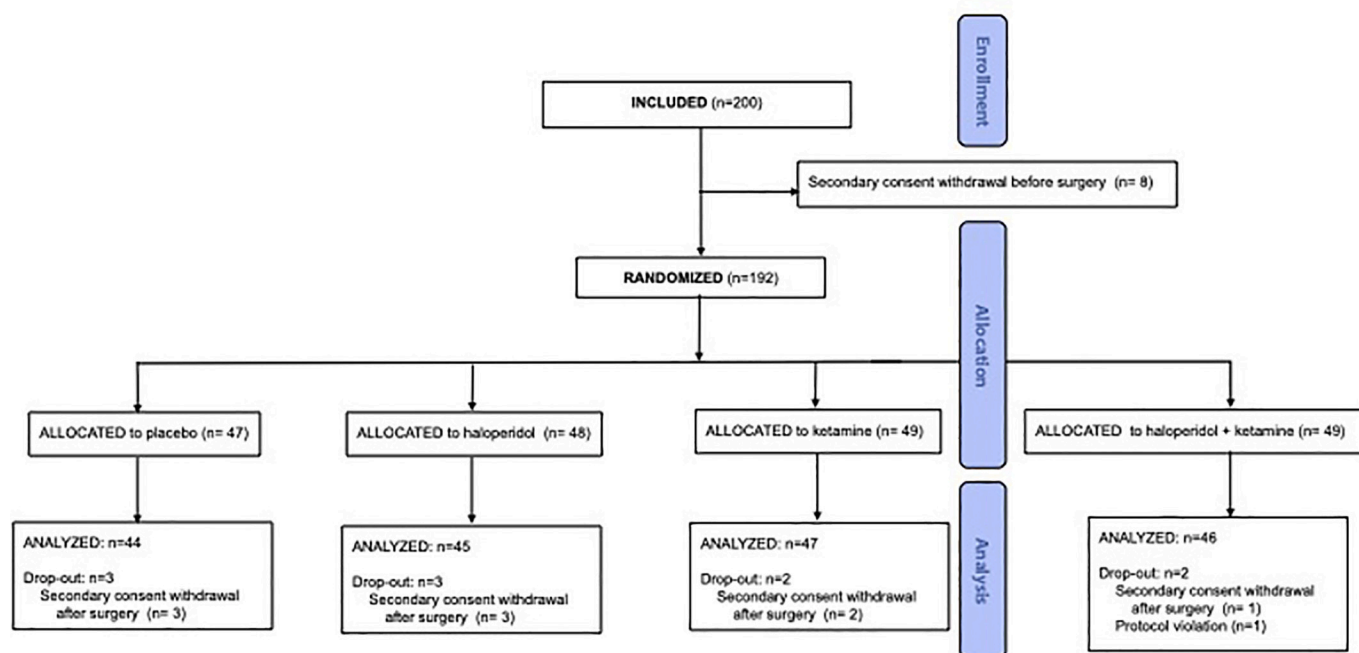 Enrollment
INCLUDED (n=200)
Secondary consent withdrawal before surgery (n= 8)
RANDOMIZED (n=192)
Allocation
ALLOCATED to placebo (n= 47)
ALLOCATED to haloperidol (n= 48)
ALLOCATED to ketamine (n= 49)
ALLOCATED to haloperidol + ketamine (n= 49)
Analysis
ANALYZED: n=44
Drop-out: n=3
Secondary consent withdrawal
after surgery (n= 3)
ANALYZED: n=45
Drop-out: n=3
Secondary consent withdrawal
after surgery (n= 3)
ANALYZED: n=47
Drop-out: n=2
Secondary consent withdrawal
after surgery (n= 2)
ANALYZED: n=46
Drop-out: n=2
Secondary consent withdrawal
after surgery (n= 1)
Protocol violation (n=1)